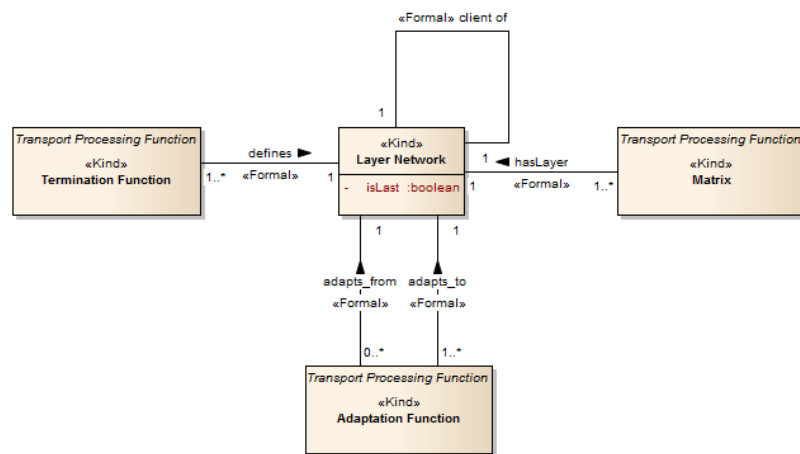 «Formal» client of
1
Transport Processing Function
«Kind»
Termination Function
defines
«Formal»
1..*
1
«Kind»
Layer Network
- isLast :boolean
1
hasLayer
1
«Formal»
1..*
Transport Processing Function
«Kind»
Matrix
1
1
adapts_from
«Formal»
adapts_to
«Formal»
0..*
1..*
Transport Processing Function
«Kind»
Adaptation Function